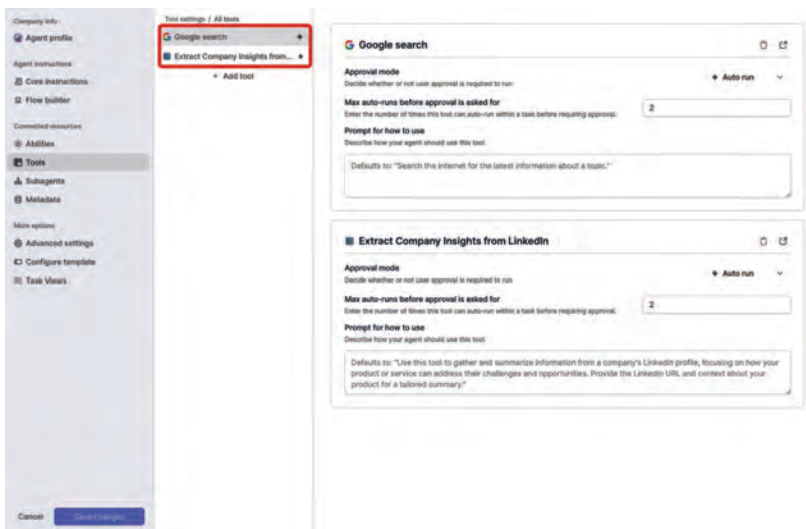 Company info
Agent profile
Agent instructions
Core instructions
Flow builder
Connected resources
Abilities
Tools
Subagents
Metadata
More options
Advanced settings
Configure template
Task Views
Cancel
Save changes
Tool settings / All tools
Google search
Extract Company Insights from...
+ Add tool
Google search
Approval mode
Auto run
Decide whether or not user approval is required to run
Max auto-runs before approval is asked for
2
Enter the number of times this tool can auto-run within a task before requiring approval.
Prompt for how to use
Describe how your agent should use this tool.
Defaults to: "Search the internet for the latest information about a topic."
Extract Company Insights from LinkedIn
Approval mode
Auto run
Decide whether or not user approval is required to run
Max auto-runs before approval is asked for
2
Enter the number of times this tool can auto-run within a task before requiring approval.
Prompt for how to use
Describe how your agent should use this tool.
Defaults to: "Use this tool to gather and summarize information from a company's LinkedIn profile, focusing on how your
product or service can address their challenges and opportunities. Provide the LinkedIn URL and context about your
product for a tailored summary."